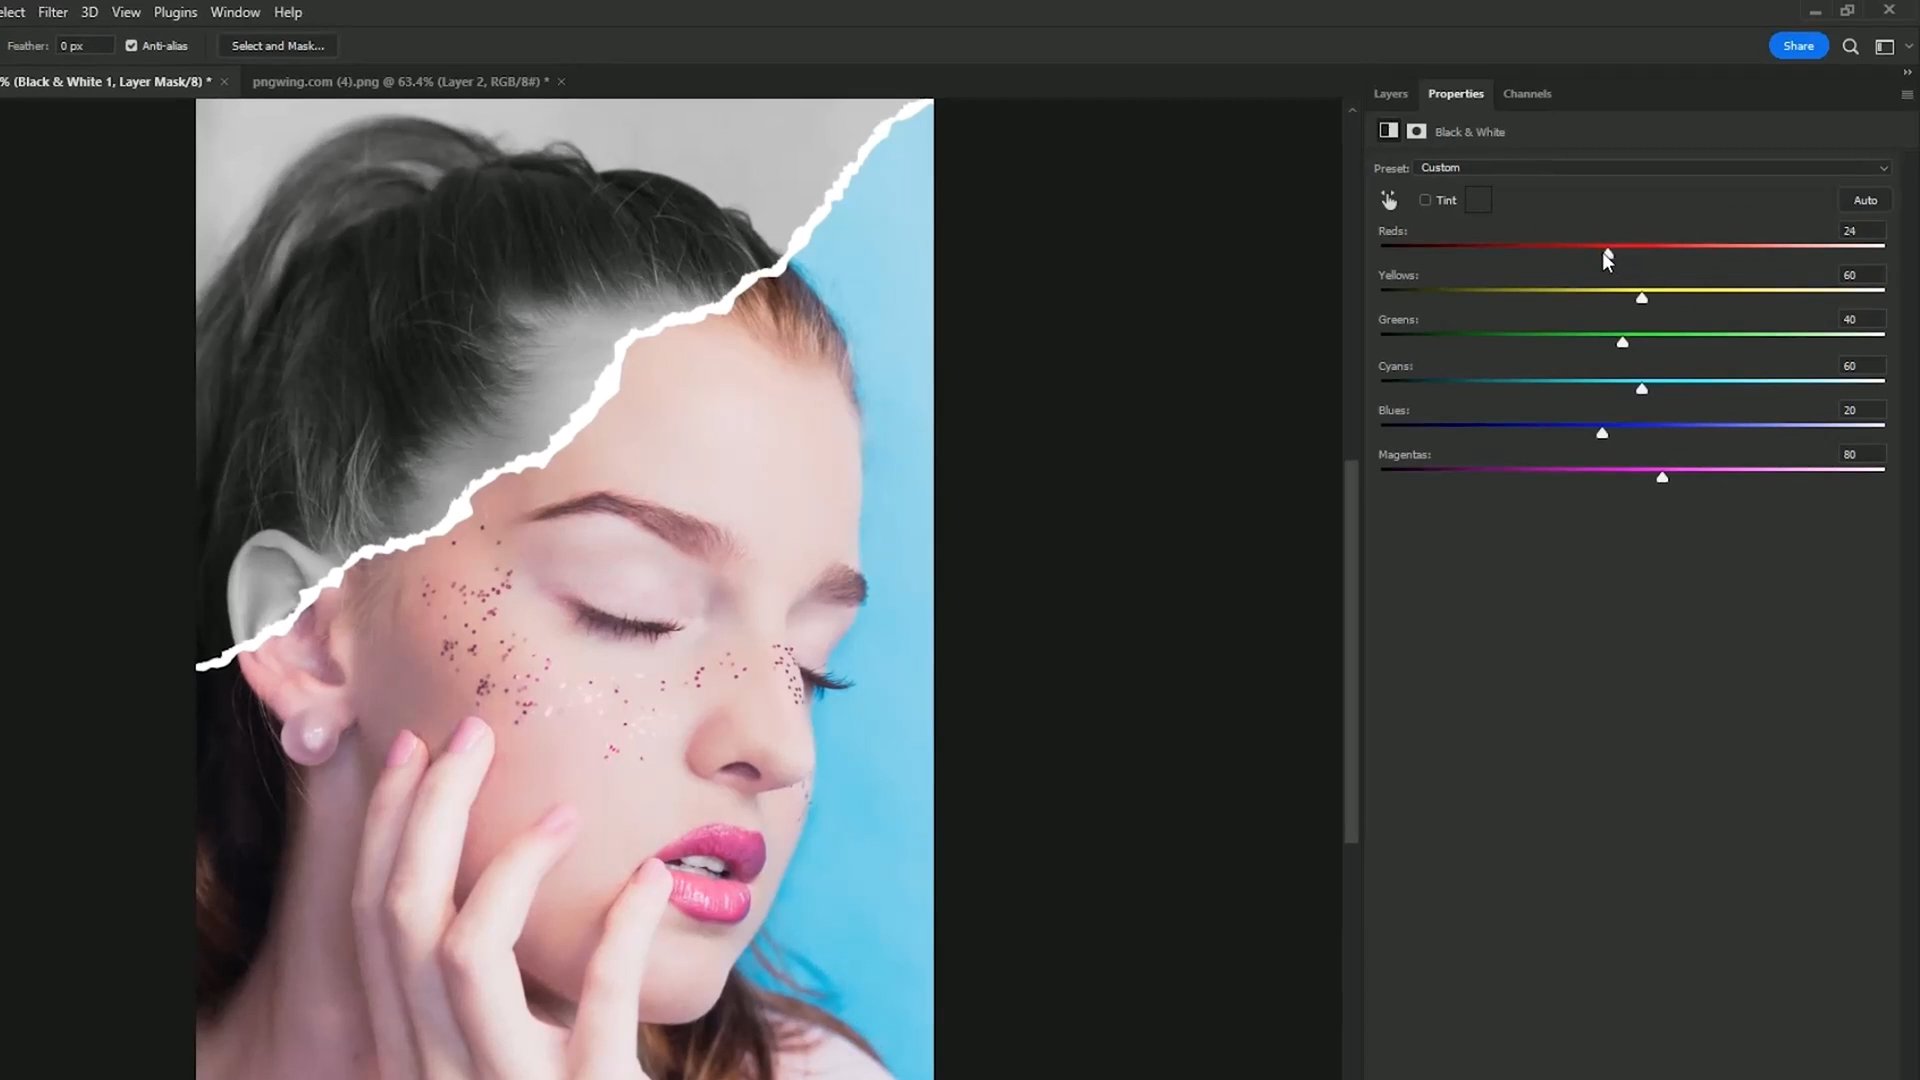 elect Filter 3D View Plugins Window Help
Feather: 0 px Anti-alias Select and Mask... Share
% (Black & White 1, Layer Mask/8) * × pngwing.com (4).png @ 63.4% (Layer 2, RGB/8#) * ×
Layers Properties Channels
Black & White
Preset: Custom
Tint Auto
Reds: 24
Yellows: 60
Greens: 40
Cyans: 60
Blues: 20
Magentas: 80